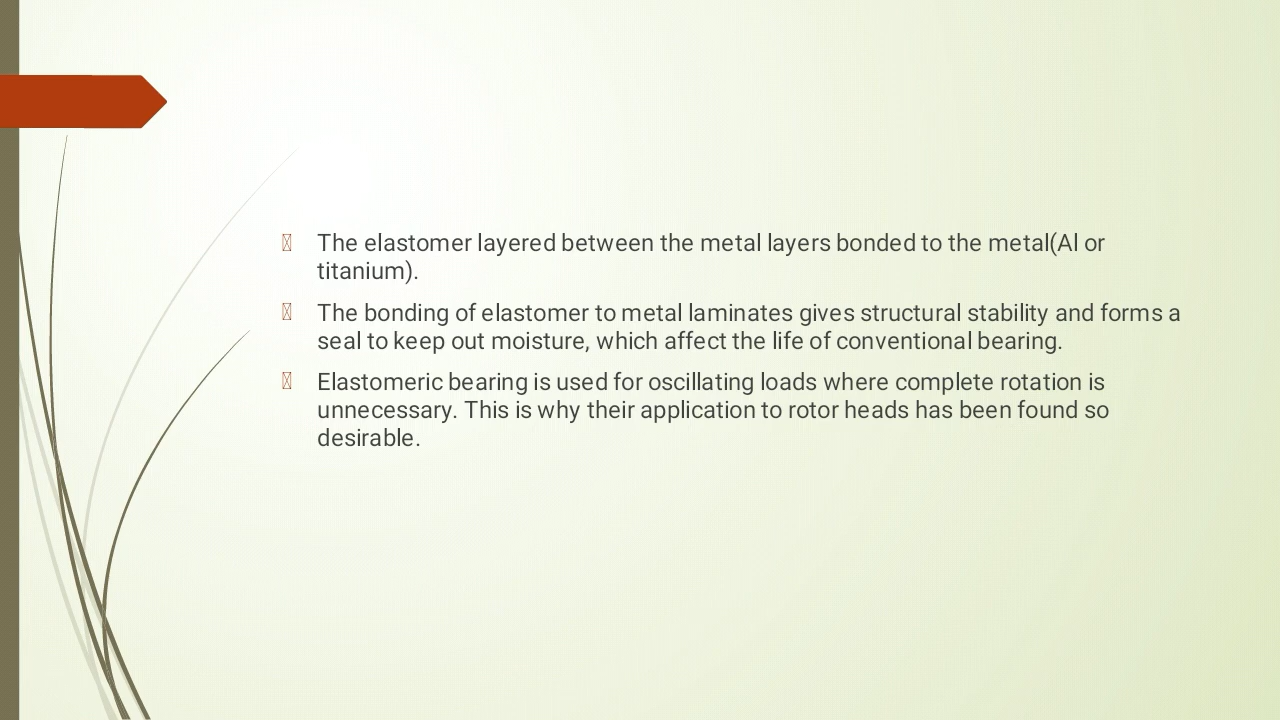 The elastomer layered between the metal layers bonded to the metal(Al or
titanium).
The bonding of elastomer to metal laminates gives structural stability and forms a
seal to keep out moisture, which affect the life of conventional bearing.
Elastomeric bearing is used for oscillating loads where complete rotation is
unnecessary. This is why their application to rotor heads has been found so
desirable.